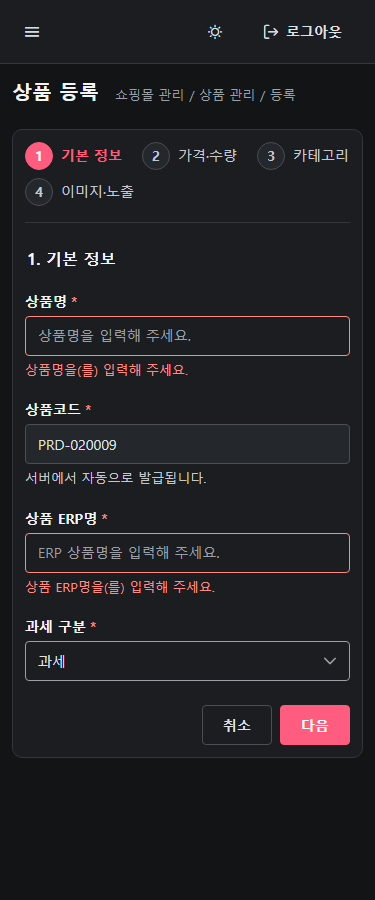 로그아웃
상품 등록 쇼핑몰 관리 / 상품 관리 / 등록
1 기본 정보 2 가격·수량 3 카테고리
4 이미지·노출
1. 기본 정보
상품명 *
상품명을 입력해 주세요.
상품명을(를) 입력해 주세요.
상품코드 *
PRD-020009
서버에서 자동으로 발급됩니다.
상품 ERP명 *
ERP 상품명을 입력해 주세요.
상품 ERP명을(를) 입력해 주세요.
과세 구분 *
과세
취소 다음